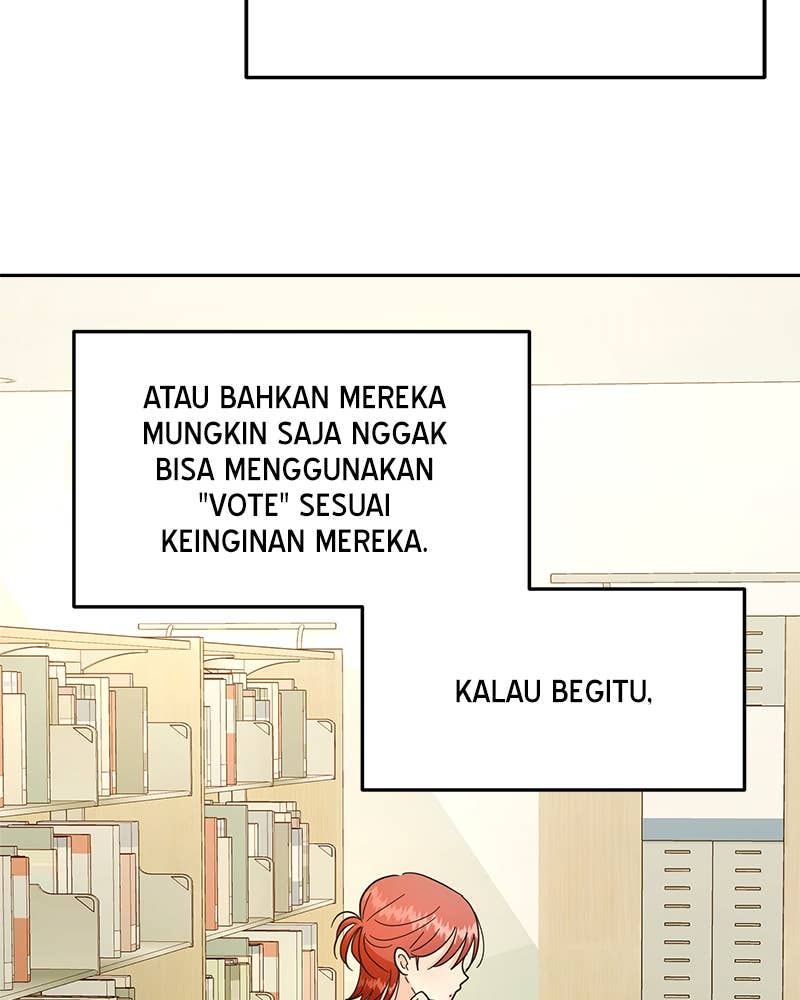 ATAU BAHKAN MEREKA
MUNGKIN SAJA NGGAK
BISA MENGGUNAKAN
"VOTE" SESUAI
KEINGINAN MEREKA.
KALAU BEGITU,